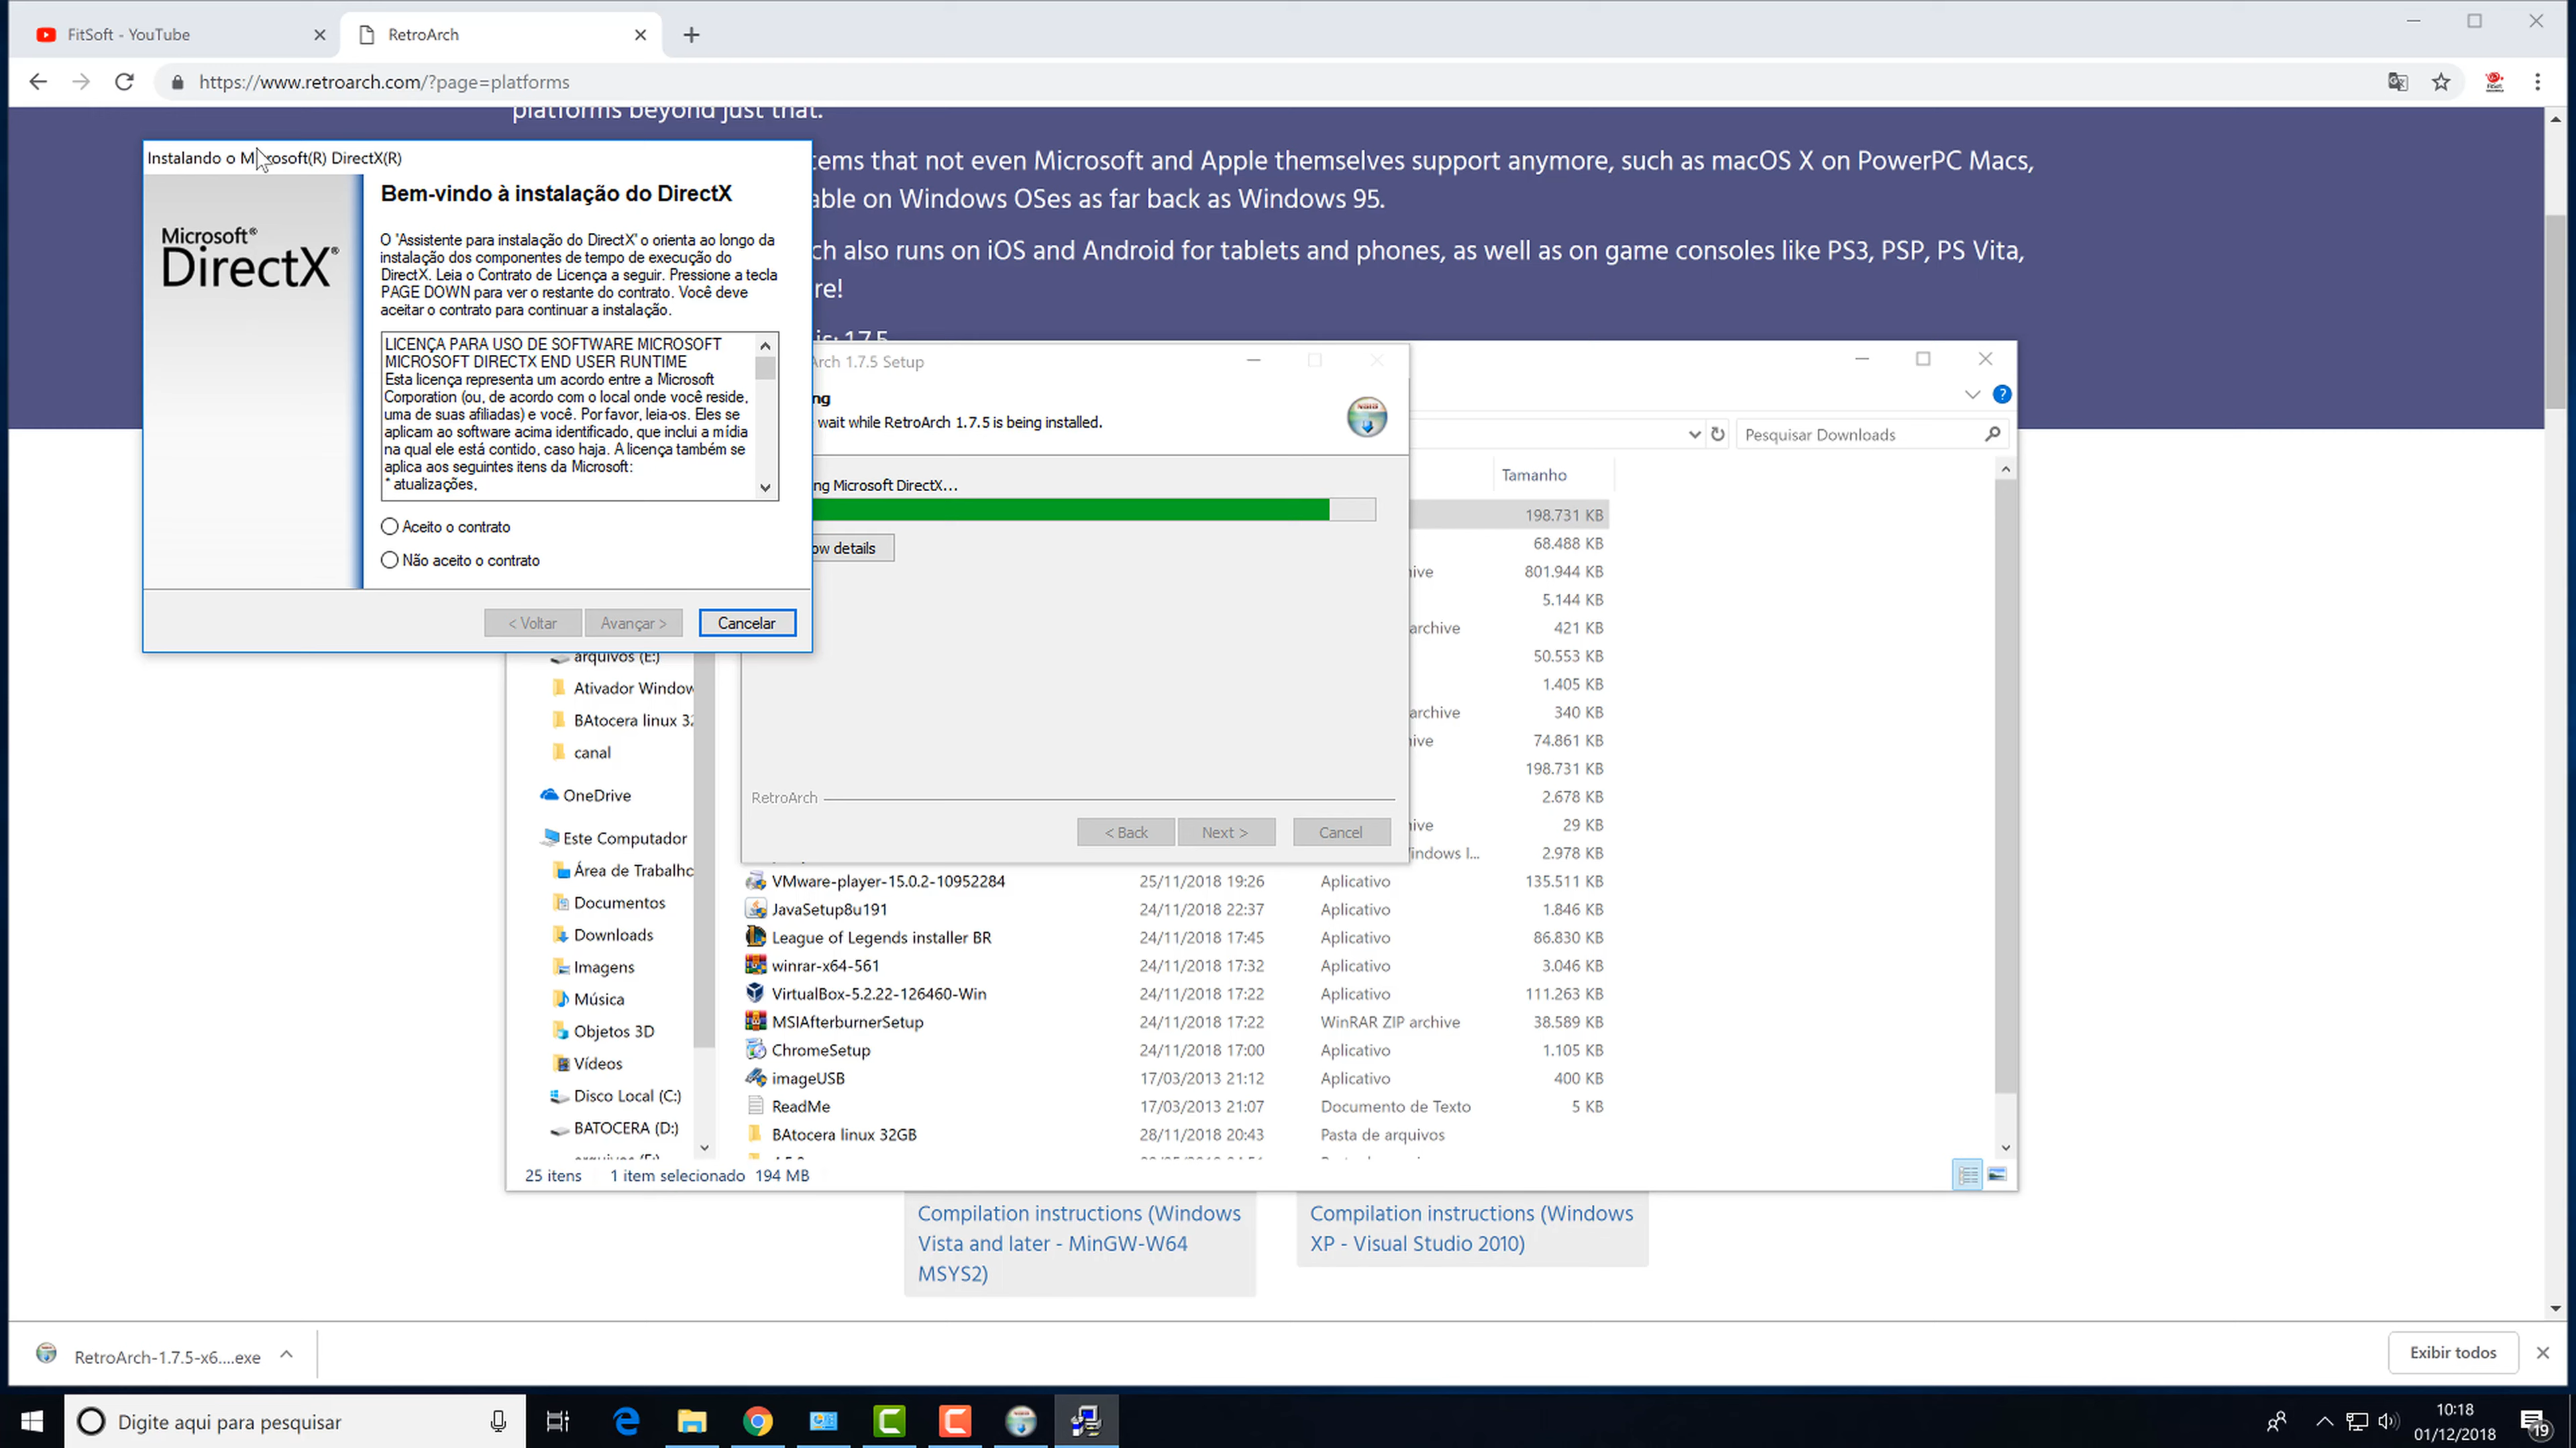 FitSoft - YouTube
RetroArch
https://www.retroarch.com/?page=platforms
platforms beyond just that.
tems that not even Microsoft and Apple themselves support anymore, such as macOS X on PowerPC Macs,
able on Windows OSes as far back as Windows 95.
ch also runs on iOS and Android for tablets and phones, as well as on game consoles like PS3, PSP, PS Vita,
re!
is: 1.7.5
Instalando o Microsoft(R) DirectX(R)
Microsoft®
DirectX®
Bem-vindo à instalação do DirectX
O 'Assistente para instalação do DirectX' o orienta ao longo da
instalação dos componentes de tempo de execução do
DirectX. Leia o Contrato de Licença a seguir. Pressione a tecla
PAGE DOWN para ver o restante do contrato. Você deve
aceitar o contrato para continuar a instalação.
LICENÇA PARA USO DE SOFTWARE MICROSOFT
MICROSOFT DIRECTX END USER RUNTIME
Esta licença representa um acordo entre a Microsoft
Corporation (ou, de acordo com o local onde você reside,
uma de suas afiliadas) e você. Por favor, leia-os. Eles se
aplicam ao software acima identificado, que inclui a mídia
na qual ele está contido, caso haja. A licença também se
aplica aos seguintes itens da Microsoft:
* atualizações,
Aceito o contrato
Não aceito o contrato
< Voltar
Avançar >
Cancelar
Arch 1.7.5 Setup
ng
wait while RetroArch 1.7.5 is being installed.
ng Microsoft DirectX...
ow details
RetroArch
< Back
Next >
Cancel
Pesquisar Downloads
Tamanho
198.731 KB
68.488 KB
ive 801.944 KB
5.144 KB
archive 421 KB
50.553 KB
1.405 KB
archive 340 KB
ive 74.861 KB
198.731 KB
2.678 KB
ive 29 KB
Windows I... 2.978 KB
VMware-player-15.0.2-10952284 25/11/2018 19:26 Aplicativo 135.511 KB
JavaSetup8u191 24/11/2018 22:37 Aplicativo 1.846 KB
League of Legends installer BR 24/11/2018 17:45 Aplicativo 86.830 KB
winrar-x64-561 24/11/2018 17:32 Aplicativo 3.046 KB
VirtualBox-5.2.22-126460-Win 24/11/2018 17:22 Aplicativo 111.263 KB
MSIAfterburnerSetup 24/11/2018 17:22 WinRAR ZIP archive 38.589 KB
ChromeSetup 24/11/2018 17:00 Aplicativo 1.105 KB
imageUSB 17/03/2013 21:12 Aplicativo 400 KB
ReadMe 17/03/2013 21:07 Documento de Texto 5 KB
BAtocera linux 32GB 28/11/2018 20:43 Pasta de arquivos
arquivos (E:)
Ativador Window
BAtocera linux 32
canal
OneDrive
Este Computador
Área de Trabalho
Documentos
Downloads
Imagens
Música
Objetos 3D
Vídeos
Disco Local (C:)
BATOCERA (D:)
arquivos (E:)
25 itens 1 item selecionado 194 MB
Compilation instructions (Windows
Vista and later - MinGW-W64
MSYS2)
Compilation instructions (Windows
XP - Visual Studio 2010)
RetroArch-1.7.5-x6....exe
Exibir todos
Digite aqui para pesquisar
10:18
01/12/2018
19